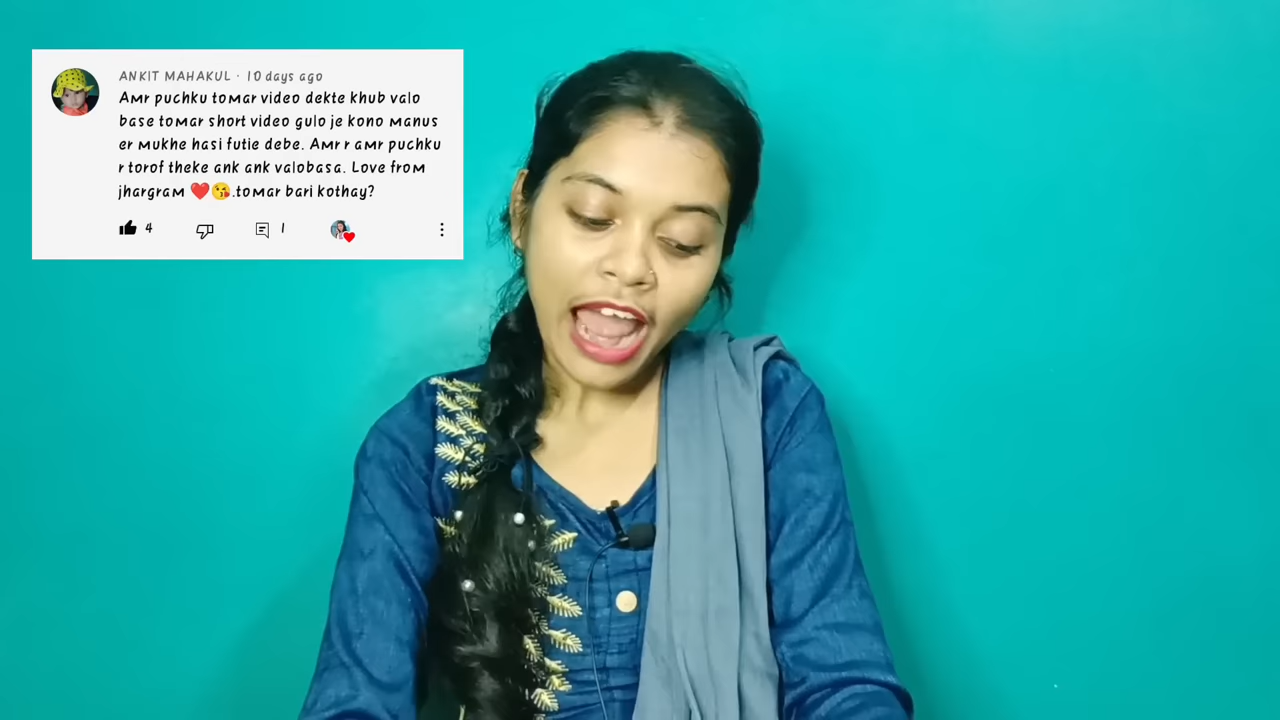 ANKIT MAHAKUL · 10 days ago
Amr puchku tomar video dekte khub valo
base tomar short video gulo je kono manus
er mukhe hasi futie debe. Amr r amr puchku
r torof theke ank ank valobasa. Love from
jhargram ❤️😘.tomar bari kothay?
4 1